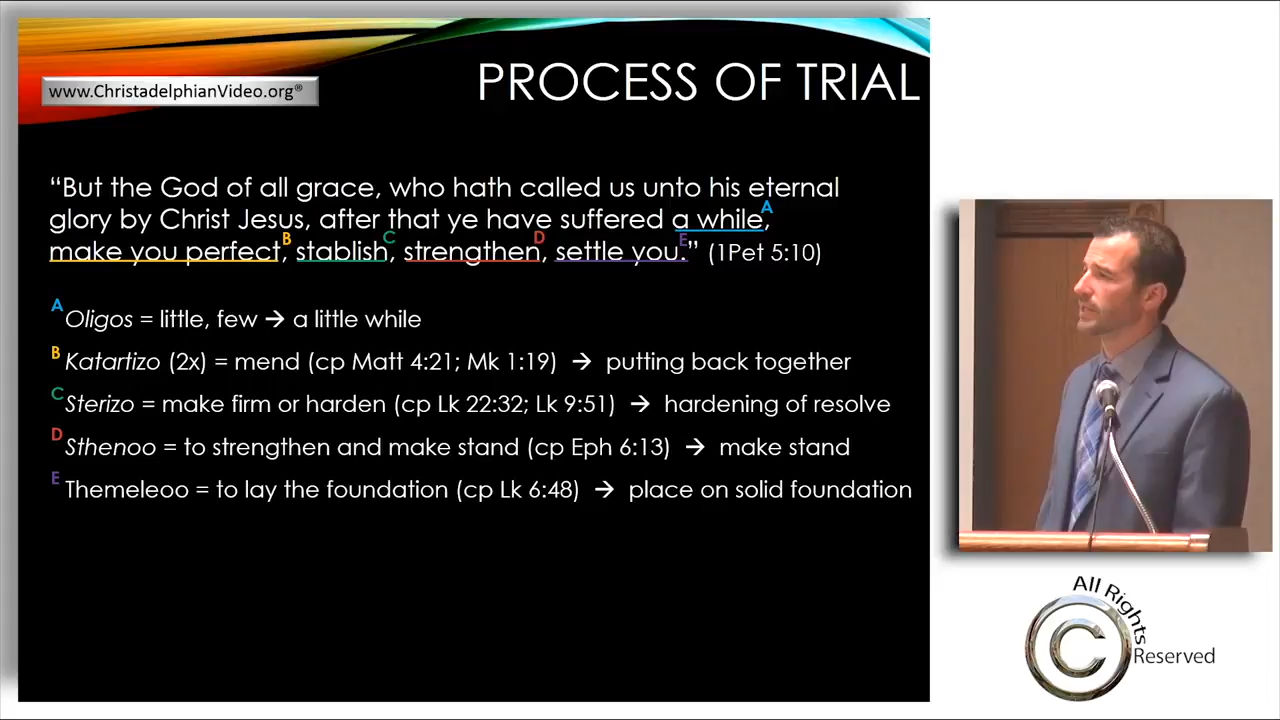 www.ChristadelphianVideo.org®
PROCESS OF TRIAL
“But the God of all grace, who hath called us unto his eternal
glory by Christ Jesus, after that ye have suffered a while,A
make you perfect,B stablish,C strengthen,D settle you.E” (1Pet 5:10)
A Oligos = little, few → a little while
B Katartizo (2x) = mend (cp Matt 4:21; Mk 1:19) → putting back together
C Sterizo = make firm or harden (cp Lk 22:32; Lk 9:51) → hardening of resolve
D Sthenoo = to strengthen and make stand (cp Eph 6:13) → make stand
E Themeleoo = to lay the foundation (cp Lk 6:48) → place on solid foundation
All Rights
C
Reserved